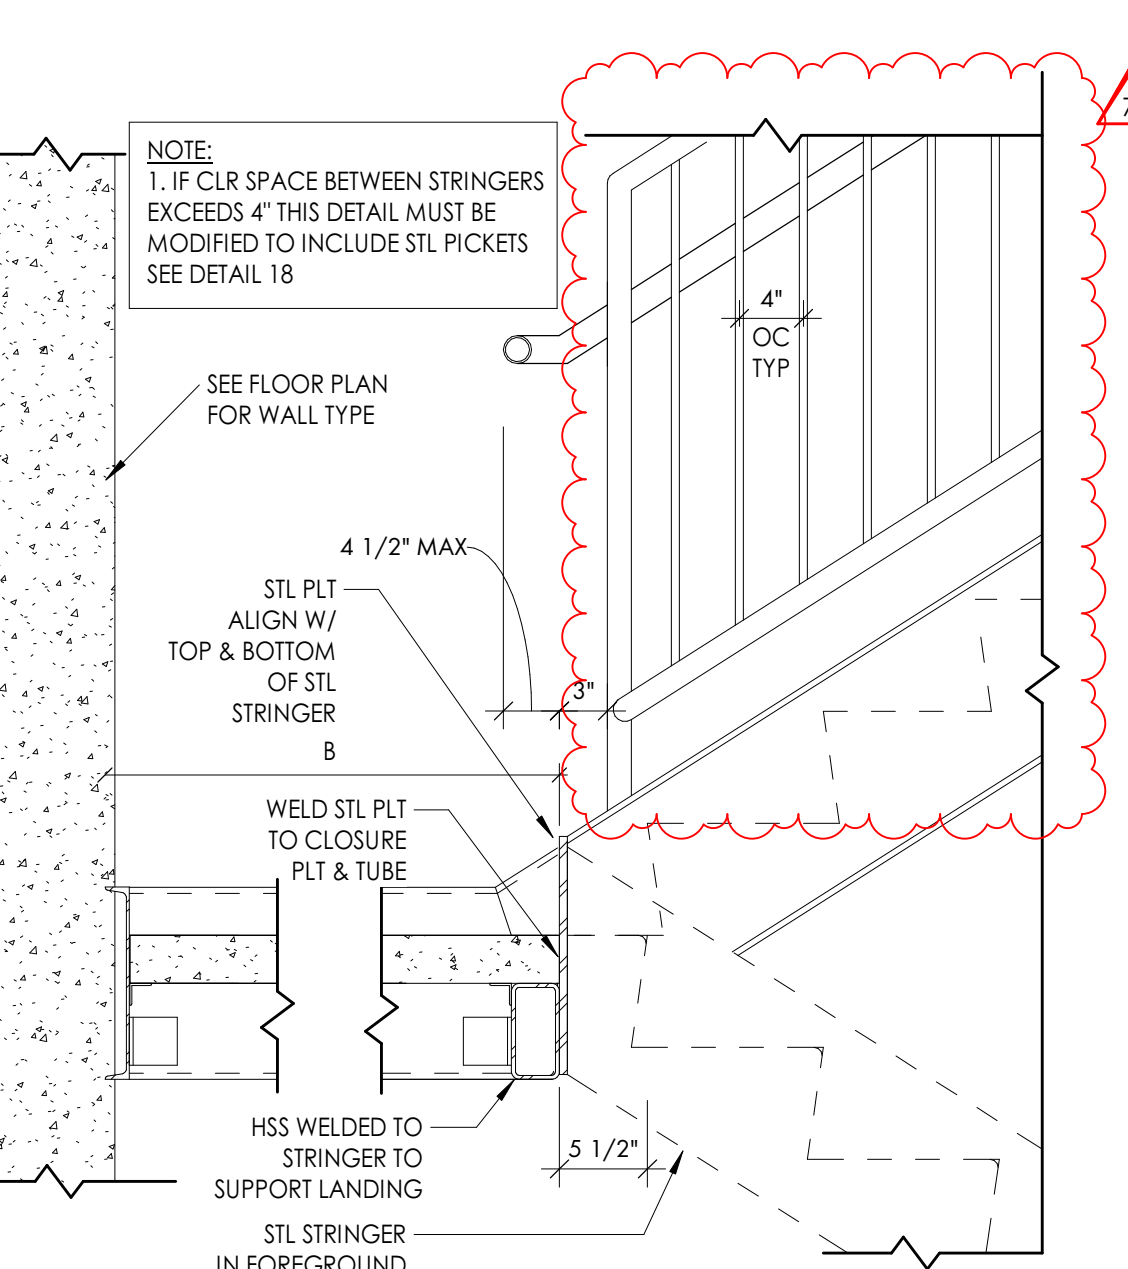 NOTE:
1. IF CLR SPACE BETWEEN STRINGERS
EXCEEDS 4" THIS DETAIL MUST BE
MODIFIED TO INCLUDE STL PICKETS
SEE DETAIL 18
7
4"
OC
TYP
SEE FLOOR PLAN
FOR WALL TYPE
4 1/2" MAX
STL PLT
ALIGN W/
TOP & BOTTOM
OF STL
STRINGER
3"
B
WELD STL PLT
TO CLOSURE
PLT & TUBE
HSS WELDED TO
STRINGER TO
SUPPORT LANDING
5 1/2"
STL STRINGER
IN FOREGROUND